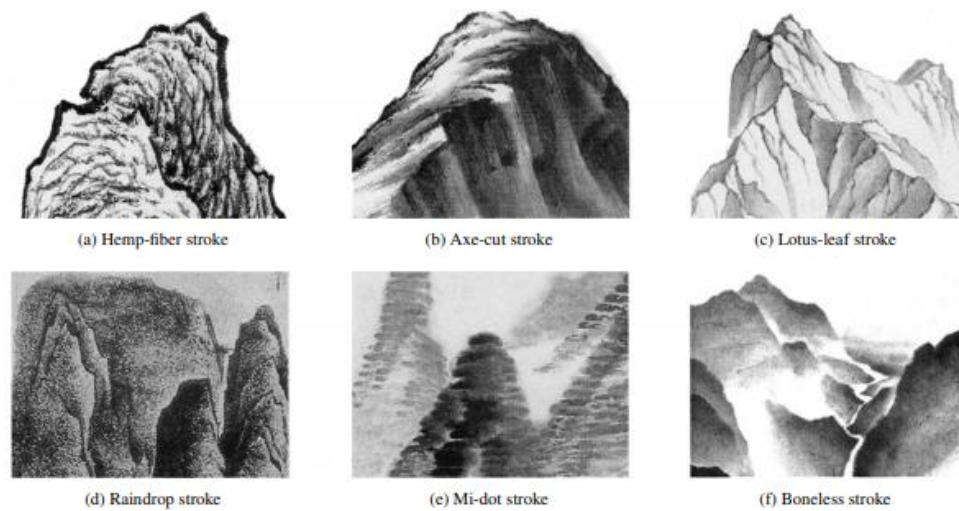 (a) Hemp-fiber stroke
(b) Axe-cut stroke
(c) Lotus-leaf stroke
(d) Raindrop stroke
(e) Mi-dot stroke
(f) Boneless stroke